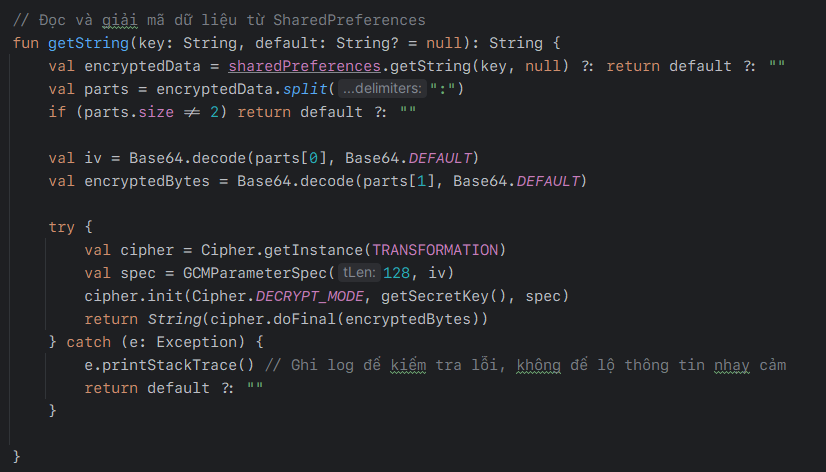 // Đọc và giải mã dữ liệu từ SharedPreferences
fun getString(key: String, default: String? = null): String {
    val encryptedData = sharedPreferences.getString(key, null) ?: return default ?: ""
    val parts = encryptedData.split( ...delimiters: ":")
    if (parts.size ≠ 2) return default ?: ""

    val iv = Base64.decode(parts[0], Base64.DEFAULT)
    val encryptedBytes = Base64.decode(parts[1], Base64.DEFAULT)

    try {
        val cipher = Cipher.getInstance(TRANSFORMATION)
        val spec = GCMParameterSpec( tLen: 128, iv)
        cipher.init(Cipher.DECRYPT_MODE, getSecretKey(), spec)
        return String(cipher.doFinal(encryptedBytes))
    } catch (e: Exception) {
        e.printStackTrace() // Ghi log để kiểm tra lỗi, không để lộ thông tin nhạy cảm
        return default ?: ""
    }

}